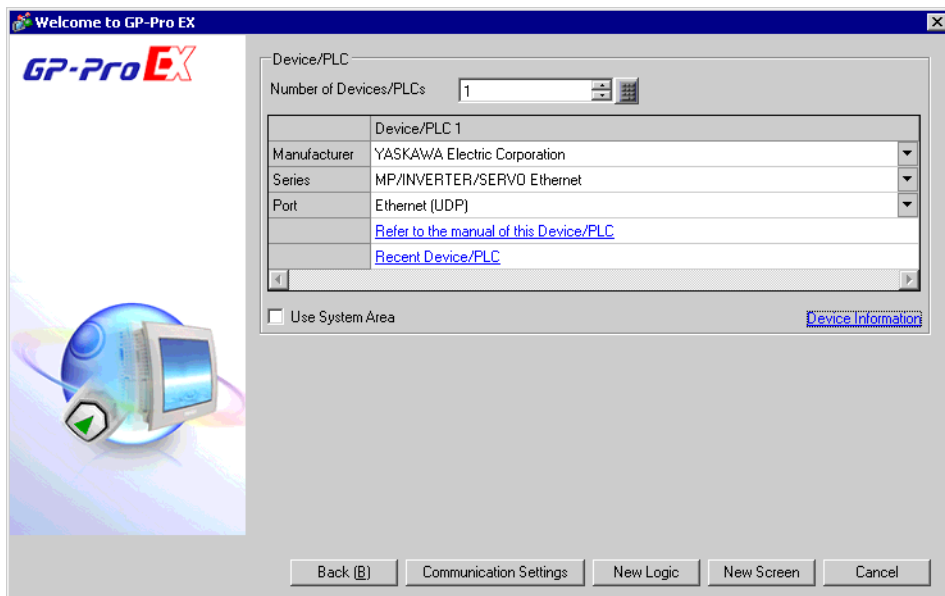 Welcome to GP-Pro EX
GP-Pro EX
Device/PLC
Number of Devices/PLCs 1
Device/PLC 1
Manufacturer YASKAWA Electric Corporation
Series MP/INVERTER/SERVO Ethernet
Port Ethernet (UDP)
Refer to the manual of this Device/PLC
Recent Device/PLC
Use System Area Device Information
Back (B) Communication Settings New Logic New Screen Cancel